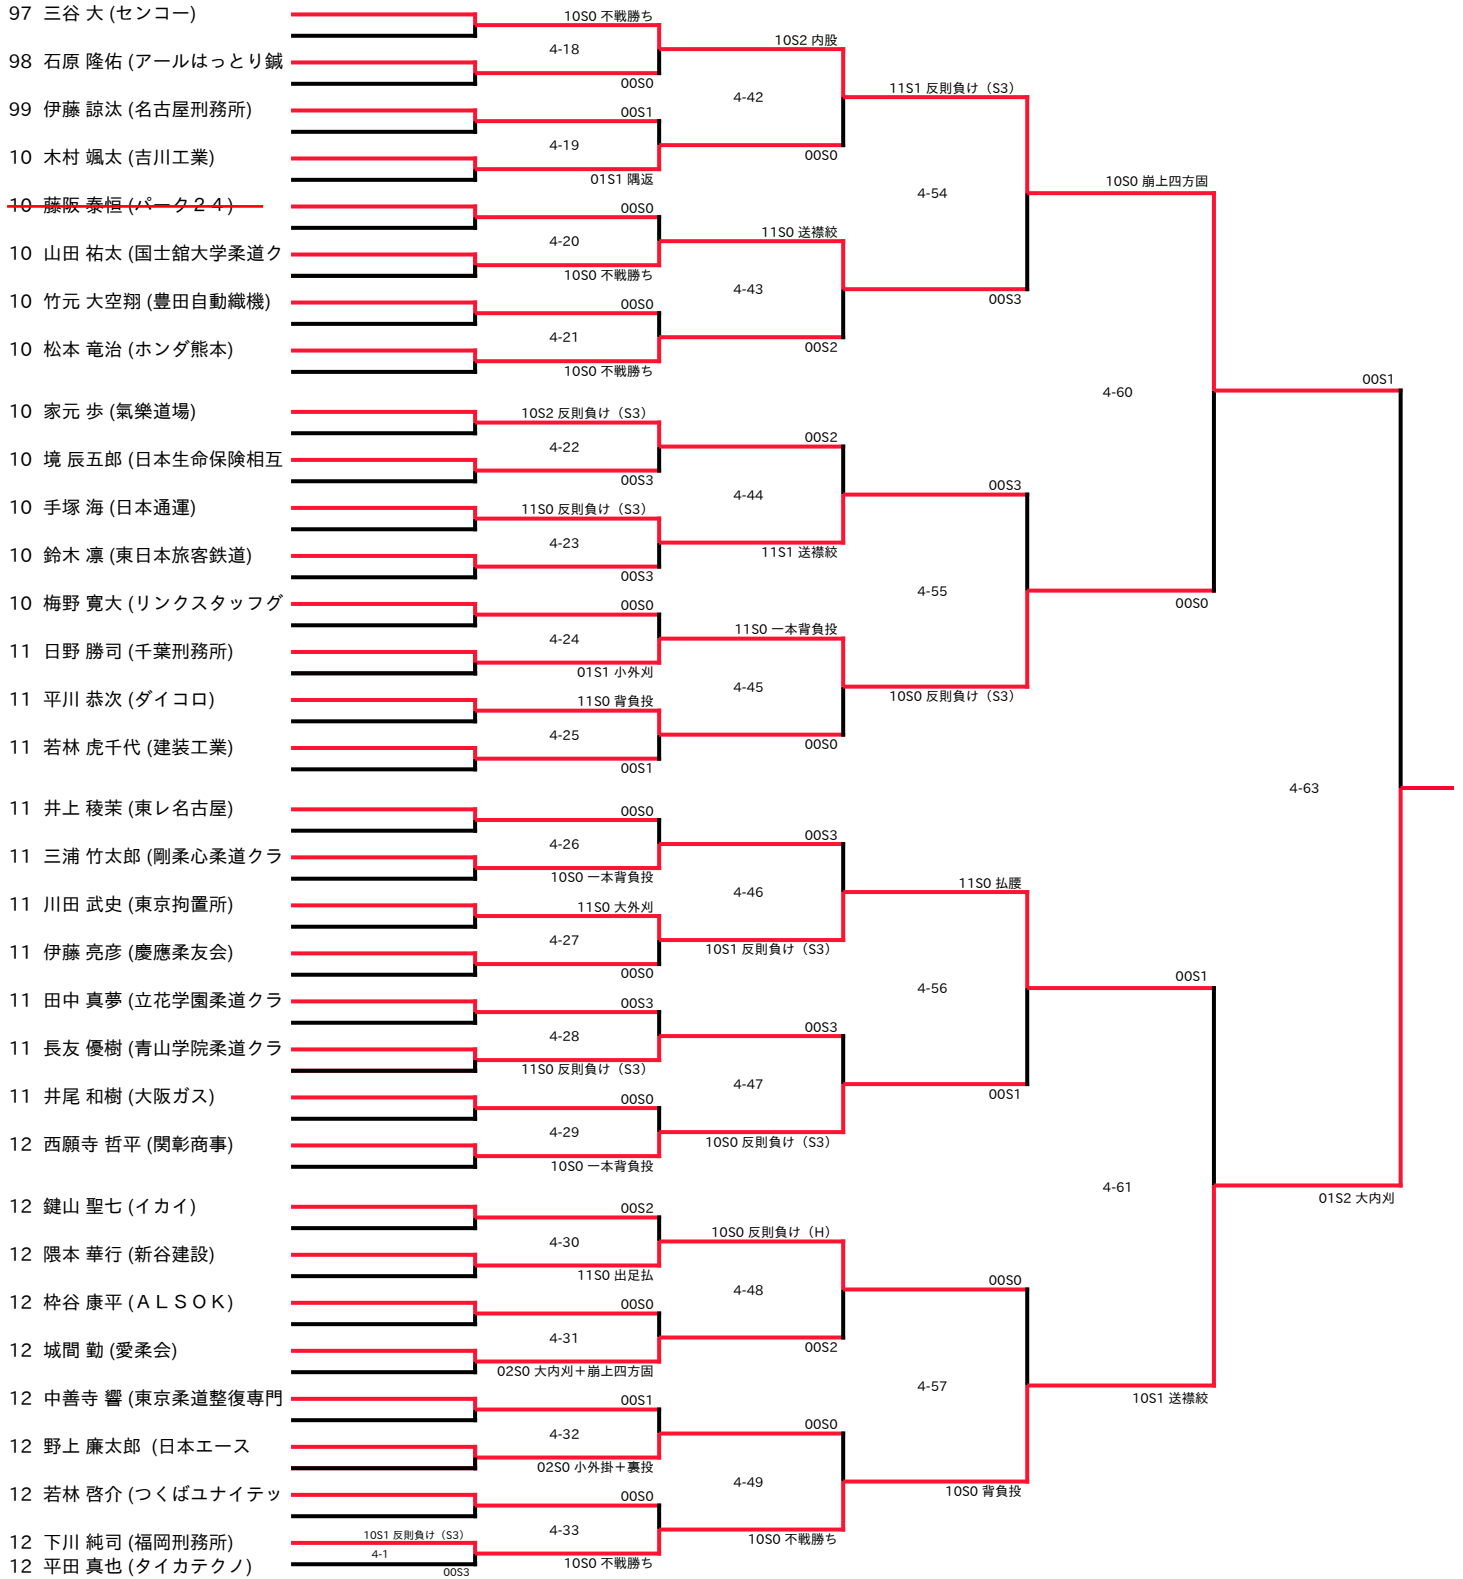 97 三谷 大 (センコー)
98 石原 隆佑 (アールはっとり鍼
99 伊藤 諒汰 (名古屋刑務所)
10 木村 颯太 (吉川工業)
10 藤阪 泰恒 (パーク２４)
10 山田 祐太 (国士舘大学柔道ク
10 竹元 大空翔 (豊田自動織機)
10 松本 竜治 (ホンダ熊本)
10 家元 歩 (氣樂道場)
10 境 辰五郎 (日本生命保険相互
10 手塚 海 (日本通運)
10 鈴木 凛 (東日本旅客鉄道)
10 梅野 寛大 (リンクスタッフグ
11 日野 勝司 (千葉刑務所)
11 平川 恭次 (ダイコロ)
11 若林 虎千代 (建装工業)
11 井上 稜茉 (東レ名古屋)
11 三浦 竹太郎 (剛柔心柔道クラ
11 川田 武史 (東京拘置所)
11 伊藤 亮彦 (慶應柔友会)
11 田中 真夢 (立花学園柔道クラ
11 長友 優樹 (青山学院柔道クラ
11 井尾 和樹 (大阪ガス)
12 西願寺 哲平 (関彰商事)
12 鍵山 聖七 (イカイ)
12 隈本 華行 (新谷建設)
12 枠谷 康平 (ＡＬＳＯＫ)
12 城間 勤 (愛柔会)
12 中善寺 響 (東京柔道整復専門
12 野上 廉太郎 (日本エース
12 若林 啓介 (つくばユナイテッ
12 下川 純司 (福岡刑務所)
12 平田 真也 (タイカテクノ)
10S1 反則負け（S3）
4-1
00S3
10S0 不戦勝ち
4-18
00S0
00S1
4-19
01S1 隅返
00S0
4-20
10S0 不戦勝ち
00S0
4-21
10S0 不戦勝ち
10S2 反則負け（S3）
4-22
00S3
11S0 反則負け（S3）
4-23
00S3
00S0
4-24
01S1 小外刈
11S0 背負投
4-25
00S1
00S0
4-26
10S0 一本背負投
11S0 大外刈
4-27
00S0
00S3
4-28
11S0 反則負け（S3）
00S0
4-29
10S0 一本背負投
00S2
4-30
11S0 出足払
00S0
4-31
02S0 大内刈＋崩上四方固
00S1
4-32
02S0 小外掛＋裏投
00S0
4-33
10S0 不戦勝ち
10S2 内股
4-42
00S0
11S0 送襟絞
4-43
00S2
00S2
4-44
11S1 送襟絞
11S0 一本背負投
4-45
00S0
00S3
4-46
10S1 反則負け（S3）
00S3
4-47
10S0 反則負け（S3）
10S0 反則負け（H）
4-48
00S2
00S0
4-49
10S0 不戦勝ち
11S1 反則負け（S3）
4-54
00S3
00S3
4-55
10S0 反則負け（S3）
11S0 払腰
4-56
00S1
00S0
4-57
10S0 背負投
10S0 崩上四方固
4-60
00S0
00S1
4-61
10S1 送襟絞
00S1
4-63
01S2 大内刈